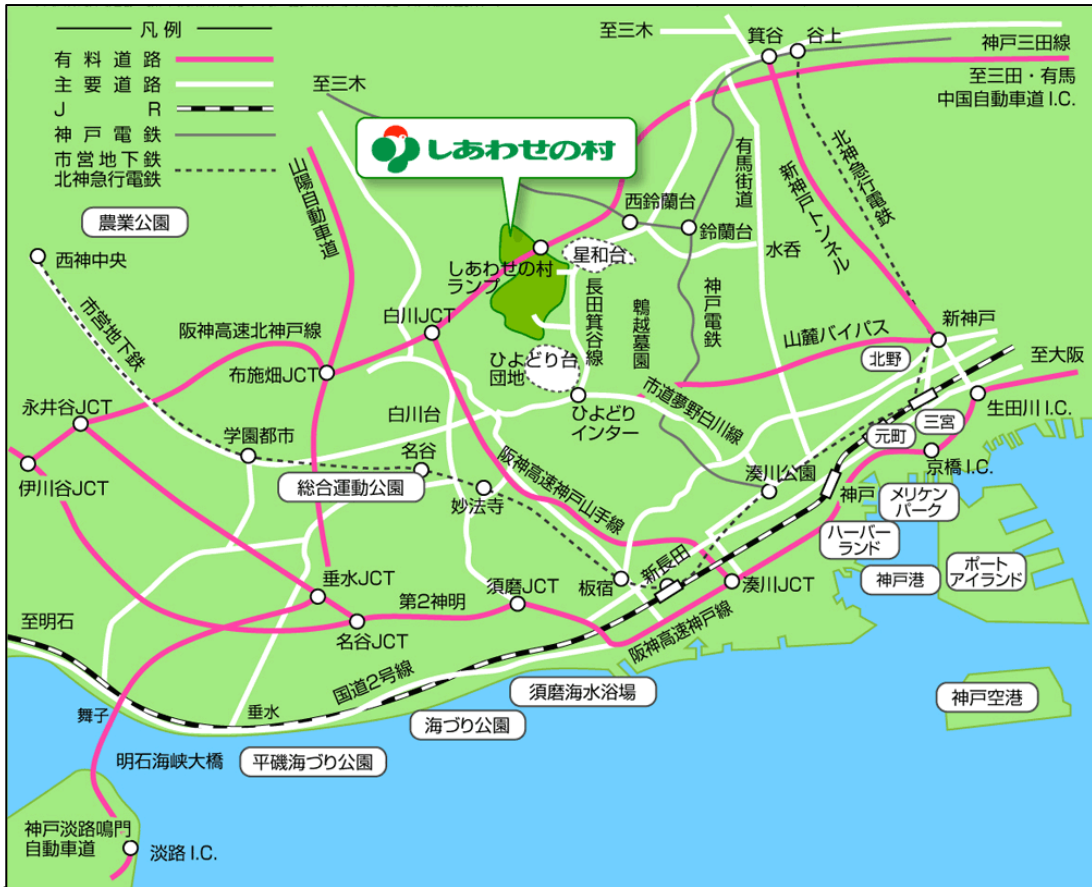 凡例
有料道路
主要道路
JR
神戸電鉄
市営地下鉄
北神急行電鉄
至三木
箕谷
谷上
神戸三田線
至三田・有馬
中国自動車道I.C.
至三木
しあわせの村
山陽自動車道
有馬街道
新神戸トンネル
北神急行電鉄
農業公園
西神中央
西鈴蘭台
鈴蘭台
水呑
星和台
しあわせの村
ランプ
長田箕谷線
鵯越墓園
神戸電鉄
市営地下鉄
阪神高速北神戸線
白川JCT
布施畑JCT
山麓バイパス
新神戸
北野
至大阪
ひよどり台
団地
ひよどり
インター
市道夢野白川線
生田川I.C.
三宮
元町
京橋I.C.
永井谷JCT
白川台
学園都市
名谷
伊川谷JCT
総合運動公園
妙法寺
阪神高速神戸山手線
湊川公園
神戸
メリケン
パーク
ハーバー
ランド
神戸港
ポート
アイランド
新長田
板宿
湊川JCT
垂水JCT
須磨JCT
第2神明
名谷JCT
阪神高速神戸線
至明石
国道2号線
須磨海水浴場
神戸空港
舞子
垂水
海づり公園
明石海峡大橋
平磯海づり公園
神戸淡路鳴門
自動車道
淡路I.C.